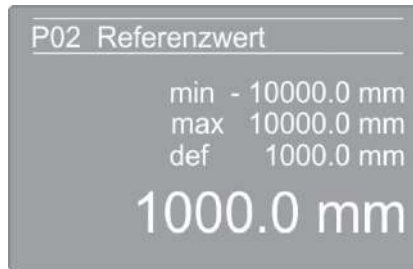 P02 Referenzwert
min - 10000.0 mm
max 10000.0 mm
def 1000.0 mm
1000.0 mm